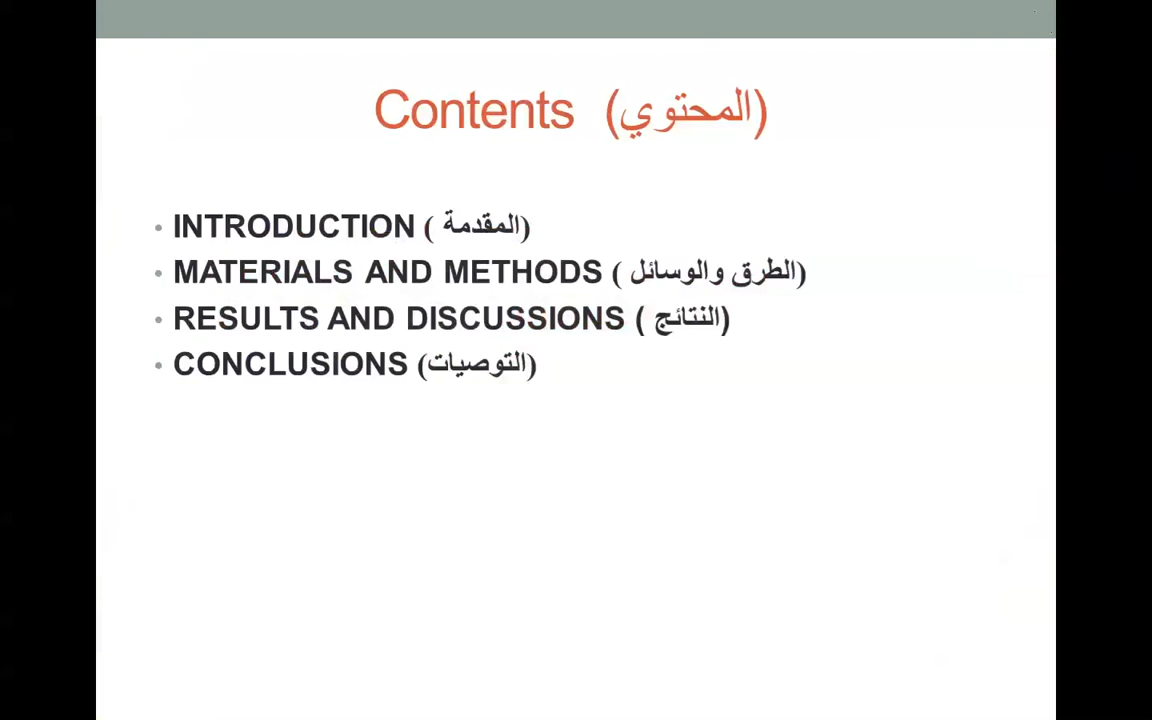 Contents (المحتوي)
• INTRODUCTION ( المقدمة)
• MATERIALS AND METHODS ( الطرق والوسائل)
• RESULTS AND DISCUSSIONS ( النتائج)
• CONCLUSIONS (التوصيات)